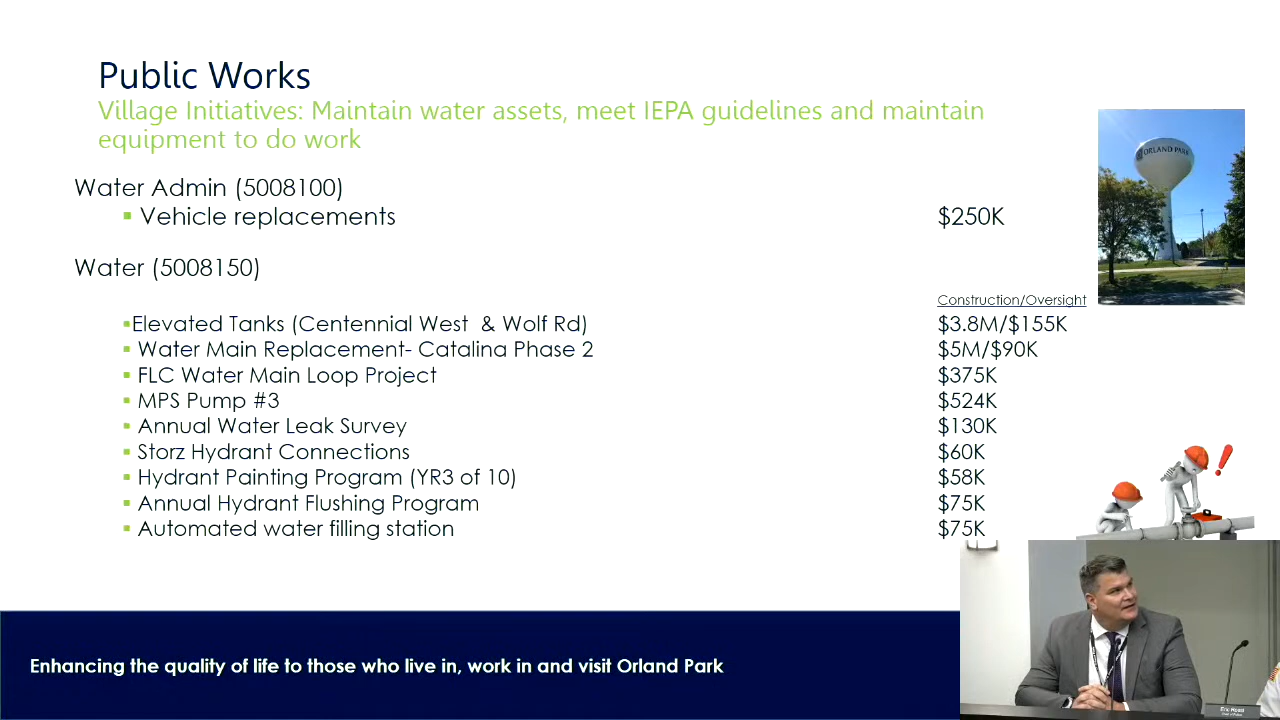 Public Works
Village Initiatives: Maintain water assets, meet IEPA guidelines and maintain
equipment to do work
Water Admin (5008100)
▪ Vehicle replacements $250K
Water (5008150)
Construction/Oversight
▪Elevated Tanks (Centennial West & Wolf Rd) $3.8M/$155K
▪ Water Main Replacement- Catalina Phase 2 $5M/$90K
▪ FLC Water Main Loop Project $375K
▪ MPS Pump #3 $524K
▪ Annual Water Leak Survey $130K
▪ Storz Hydrant Connections $60K
▪ Hydrant Painting Program (YR3 of 10) $58K
▪ Annual Hydrant Flushing Program $75K
▪ Automated water filling station $75K
ORLAND PARK
Enhancing the quality of life to those who live in, work in and visit Orland Park